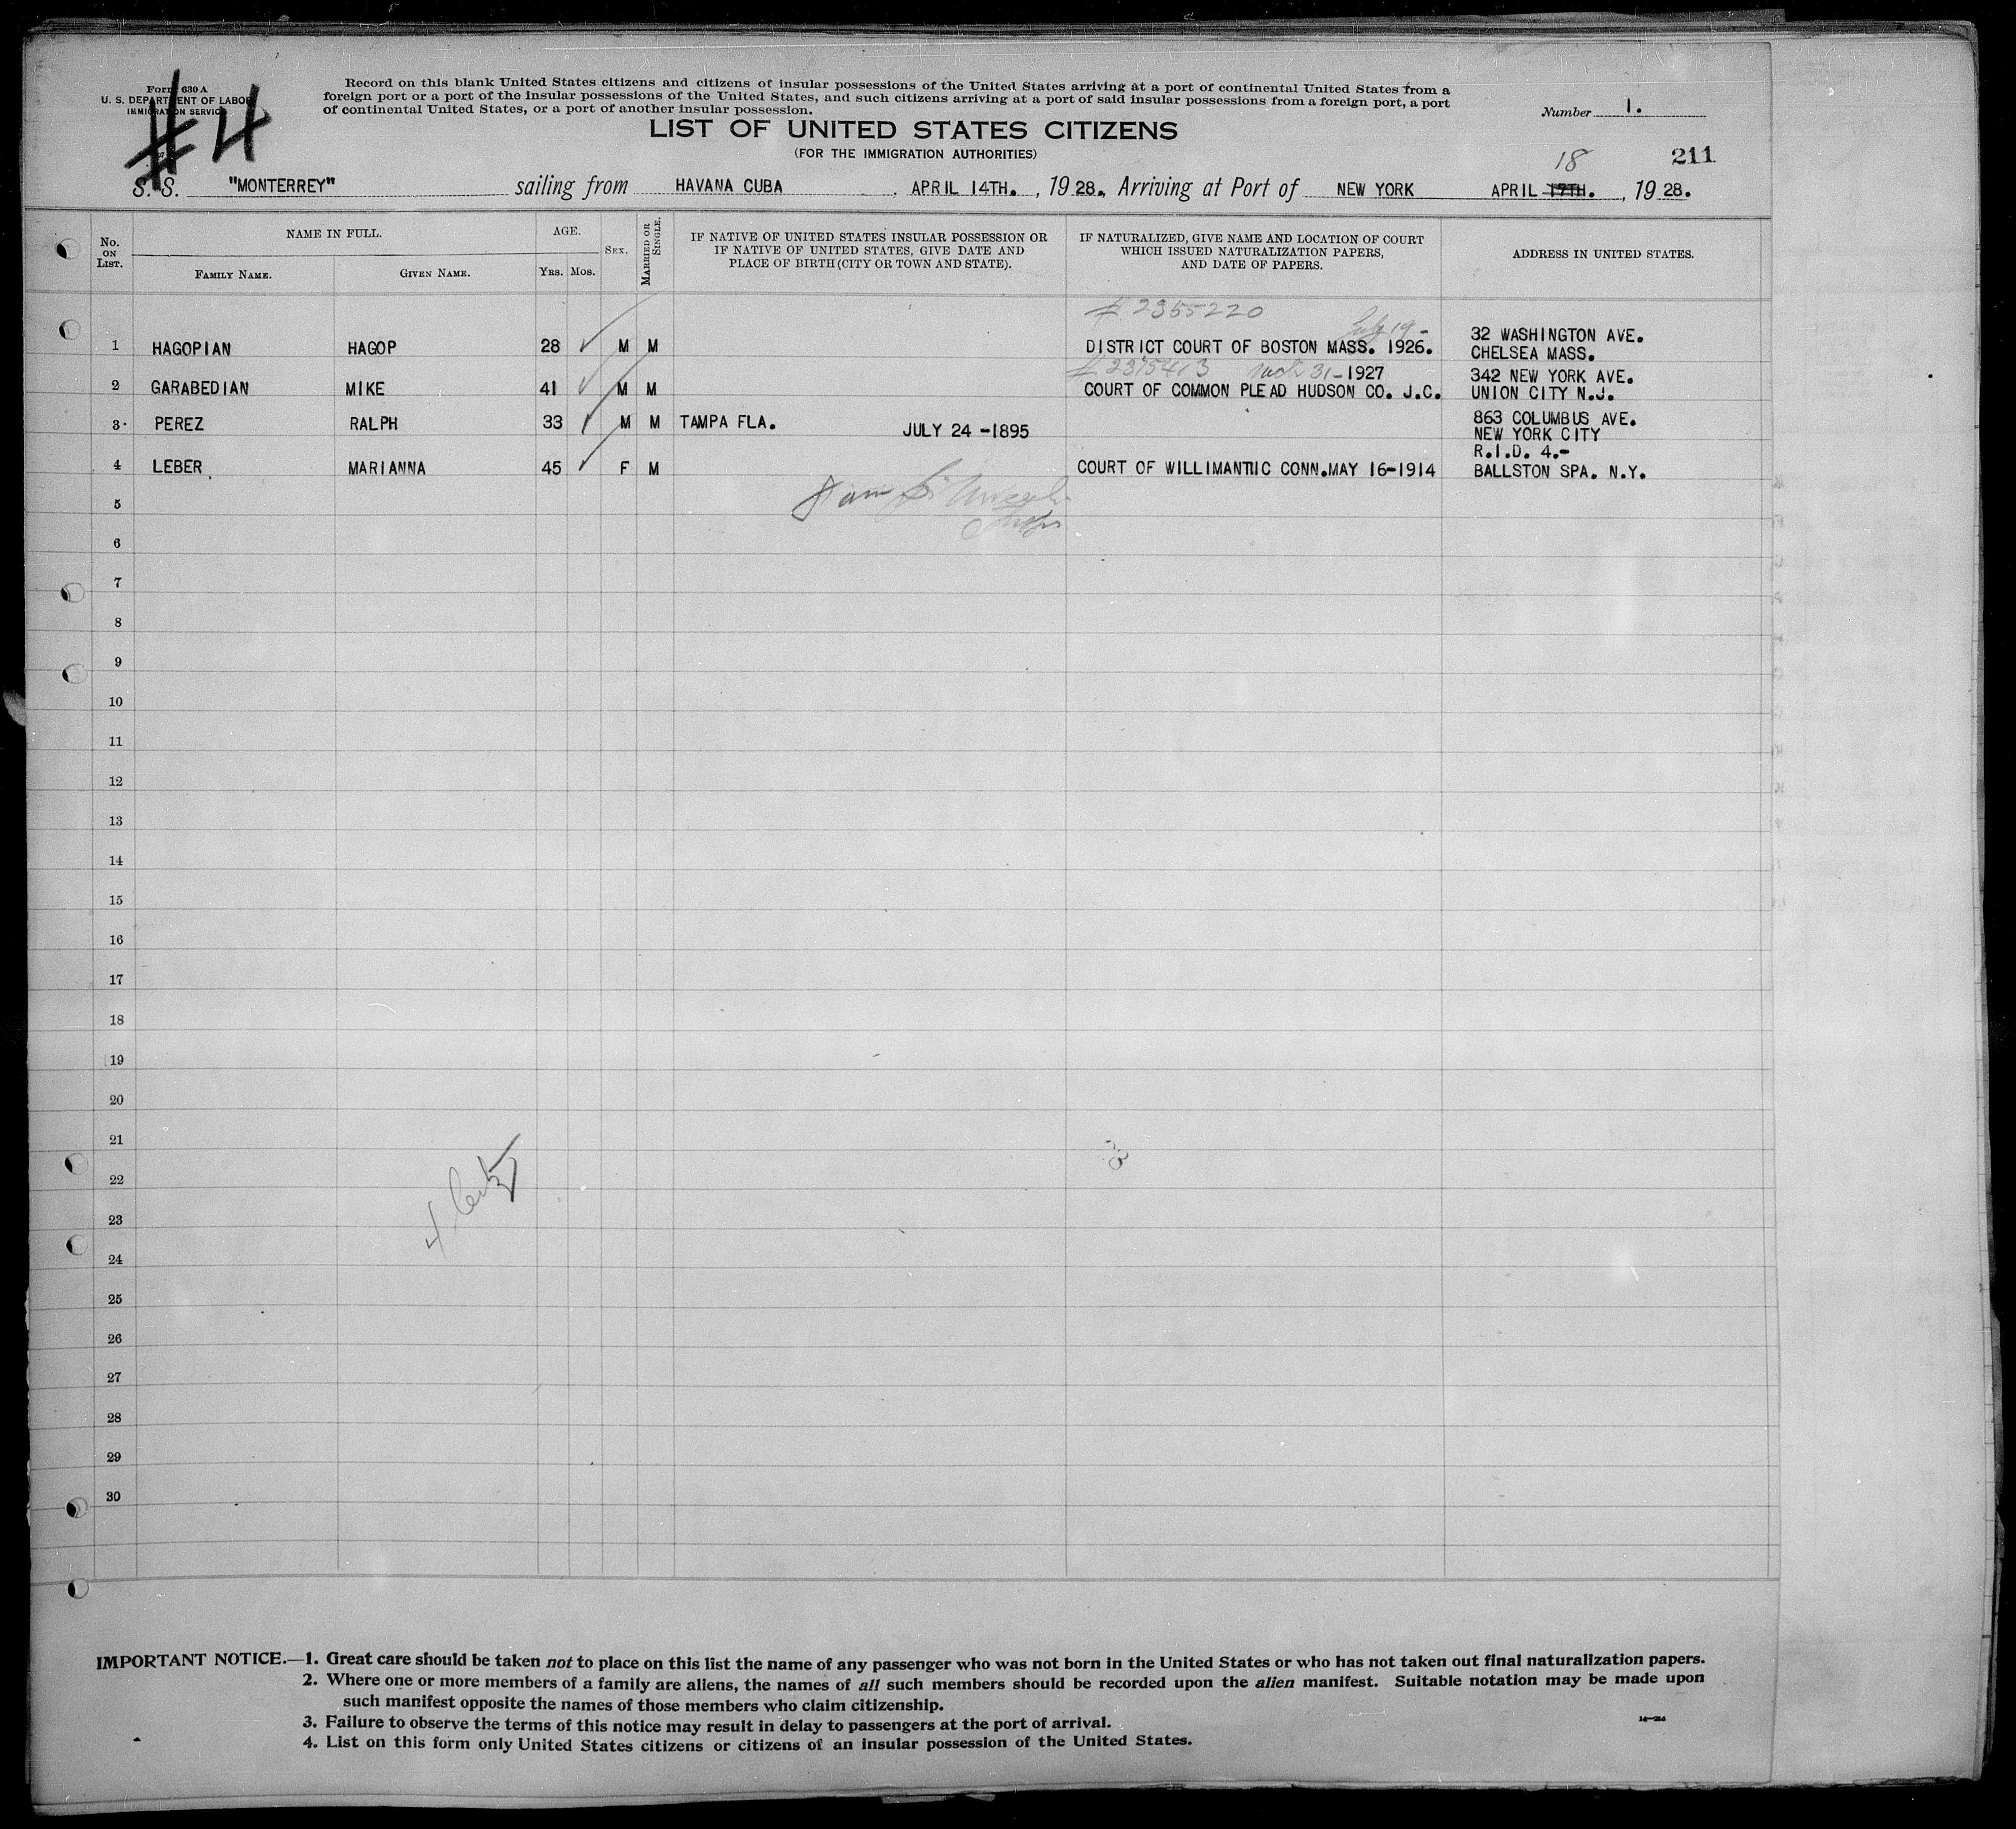 Form 630 A
U. S. DEPARTMENT OF LABOR
IMMIGRATION SERVICE
#4
Record on this blank United States citizens and citizens of insular possessions of the United States arriving at a port of continental United States from a
foreign port or a port of the insular possessions of the United States, and such citizens arriving at a port of said insular possessions from a foreign port, a port
of continental United States, or a port of another insular possession.
Number 1.
LIST OF UNITED STATES CITIZENS
(FOR THE IMMIGRATION AUTHORITIES)
18
211
S. S. "MONTERREY" sailing from HAVANA CUBA, APRIL 14TH., 1928., Arriving at Port of NEW YORK APRIL 17TH., 1928.
No. ON LIST.
NAME IN FULL.
FAMILY NAME.
GIVEN NAME.
AGE.
YRS. MOS.
SEX.
MARRIED OR SINGLE.
IF NATIVE OF UNITED STATES INSULAR POSSESSION OR
IF NATIVE OF UNITED STATES, GIVE DATE AND
PLACE OF BIRTH (CITY OR TOWN AND STATE).
IF NATURALIZED, GIVE NAME AND LOCATION OF COURT
WHICH ISSUED NATURALIZATION PAPERS,
AND DATE OF PAPERS.
ADDRESS IN UNITED STATES.
# 2355220
July 19-
32 WASHINGTON AVE.
1 HAGOPIAN HAGOP 28 M M DISTRICT COURT OF BOSTON MASS. 1926.
CHELSEA MASS.
# 2375413 Mch 31-1927
342 NEW YORK AVE.
2 GARABEDIAN MIKE 41 M M COURT OF COMMON PLEAD HUDSON CO. J.C.
UNION CITY N.J.
863 COLUMBUS AVE.
3 PEREZ RALPH 33 M M TAMPA FLA. JULY 24 -1895
NEW YORK CITY
R.I.D. 4.-
4 LEBER MARIANNA 45 F M COURT OF WILLIMANTIIC CONN.MAY 16-1914 BALLSTON SPA. N.Y.
5
6
7
8
9
10
11
12
13
14
15
16
17
18
19
20
21
22
23
24
25
26
27
28
29
30
IMPORTANT NOTICE.—1. Great care should be taken not to place on this list the name of any passenger who was not born in the United States or who has not taken out final naturalization papers.
2. Where one or more members of a family are aliens, the names of all such members should be recorded upon the alien manifest. Suitable notation may be made upon
such manifest opposite the names of those members who claim citizenship.
3. Failure to observe the terms of this notice may result in delay to passengers at the port of arrival.
4. List on this form only United States citizens or citizens of an insular possession of the United States.